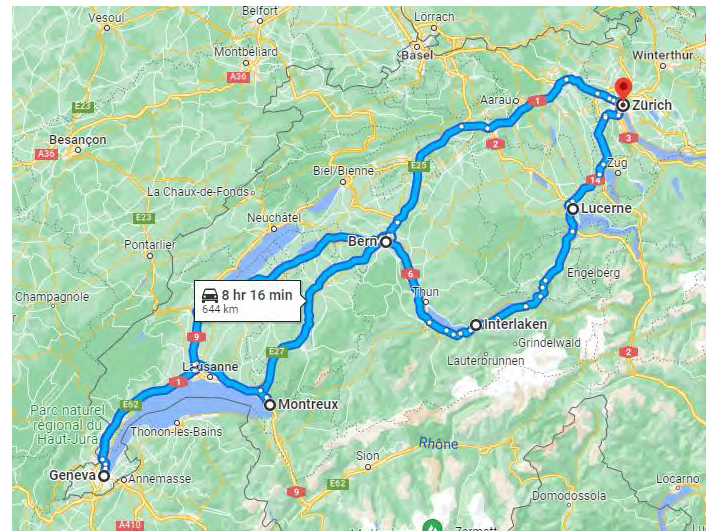 Vesoul
Belfort
Lörrach
Montbéliard
Basel
Winterthur
A36
E23
Aarau
1
Zürich
Besançon
A36
2
3
E25
Zug
Biel/Bienne
14
La Chaux-de-Fonds
E23
Neuchâtel
Lucerne
Pontarlier
Bern
6
Engelberg
Champagnole
8 hr 16 min
644 km
Thun
Interlaken
9
Grindelwald
E27
Lauterbrunnen
2
Lausanne
1
E62
Montreux
Parc naturel
régional du
Haut-Jura
Thonon-les-Bains
Rhône
Sion
Geneva
Annemasse
9
E62
Locarno
Domodossola
A410
Zermatt